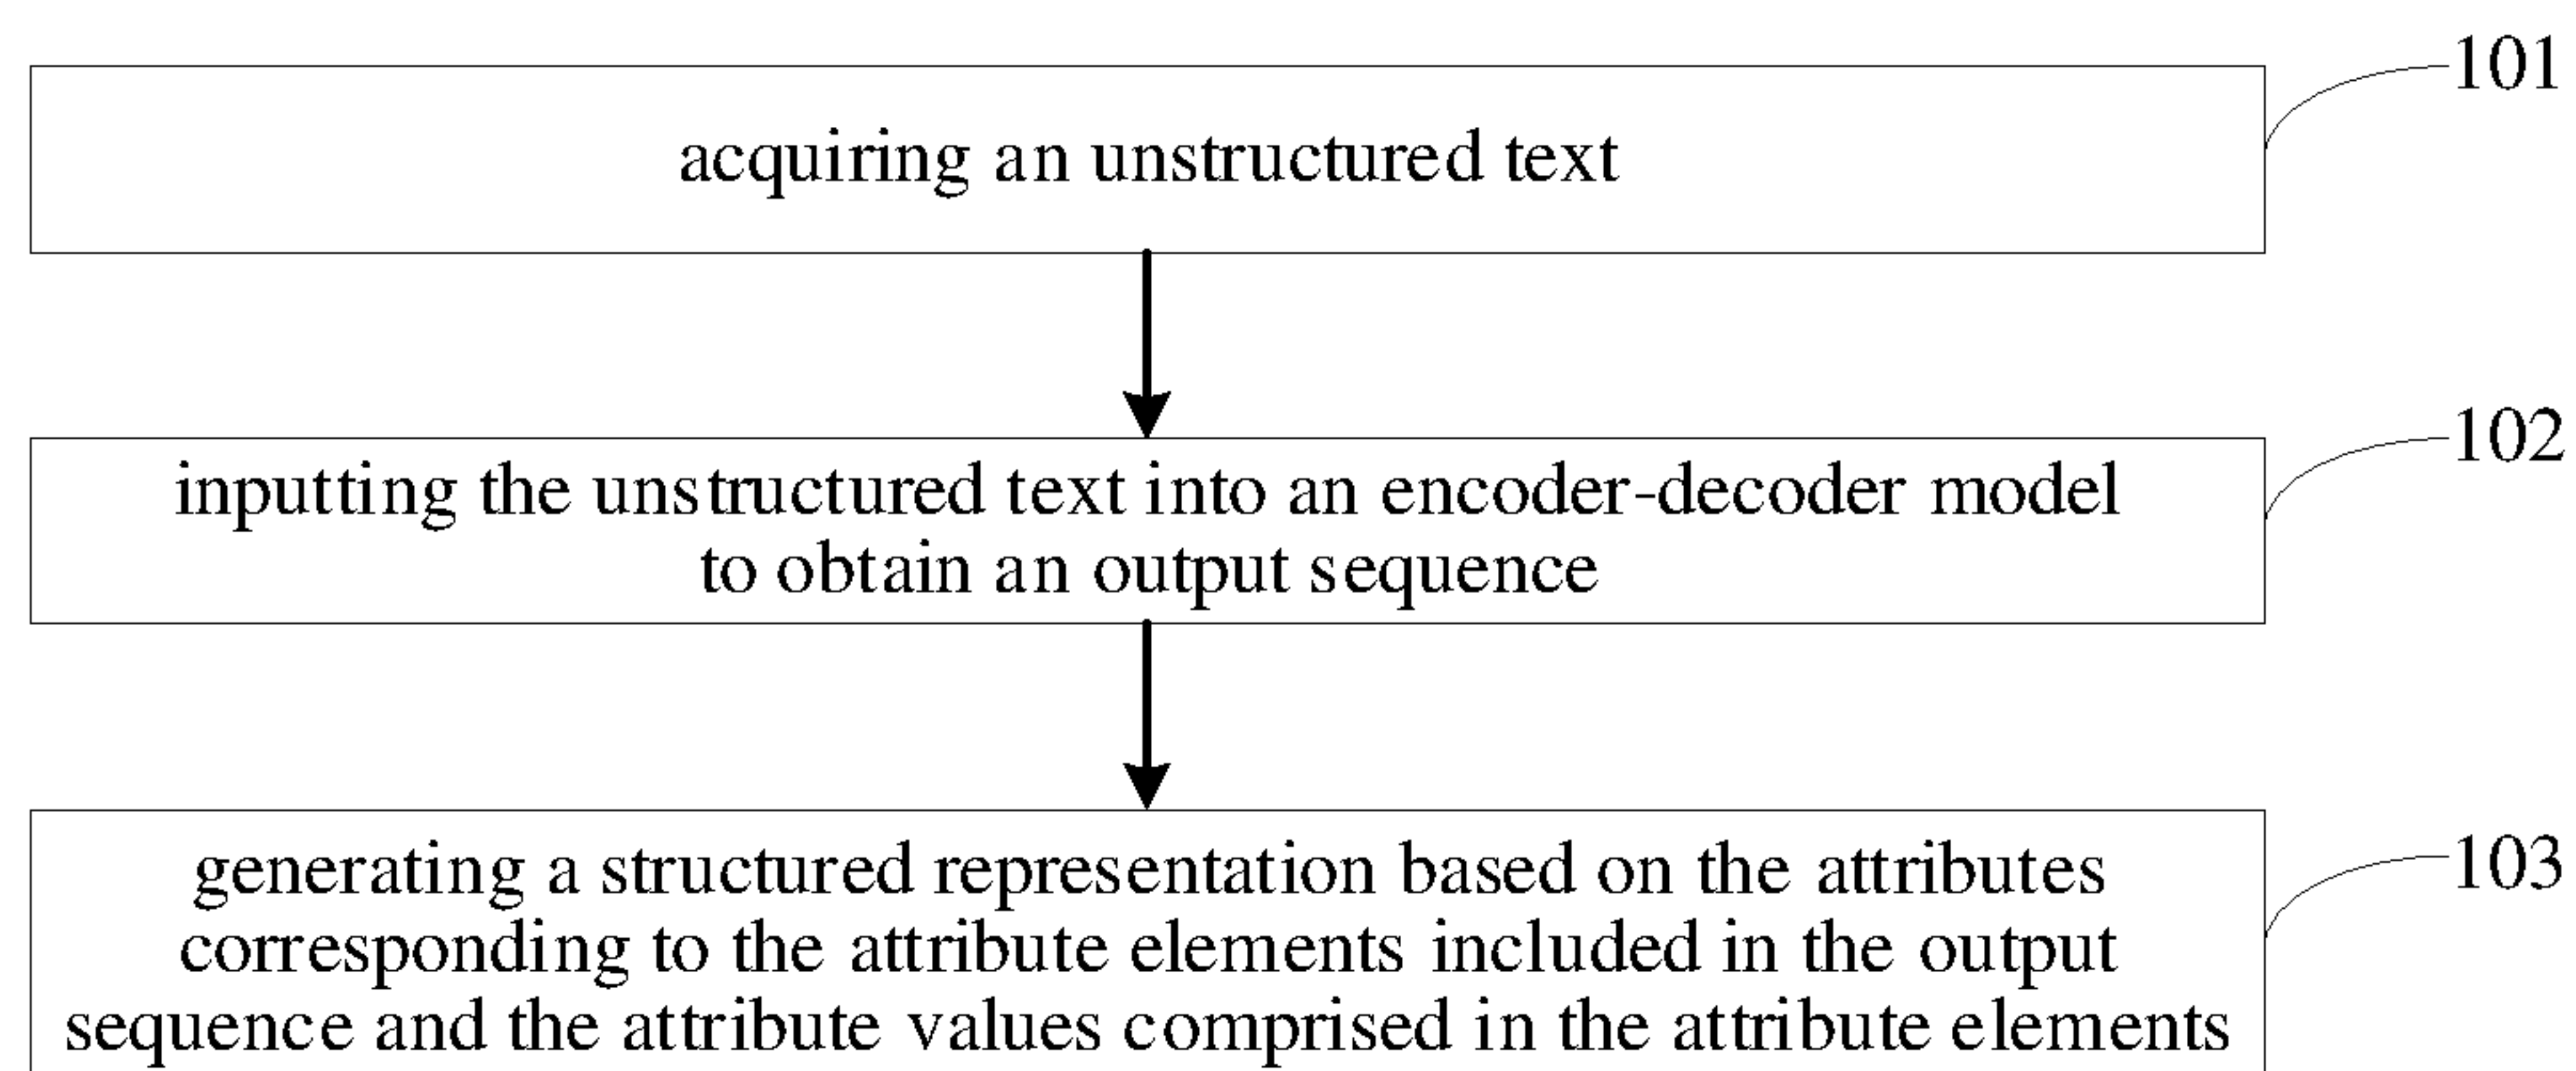 101
acquiring an unstructured text
102
inputting the unstructured text into an encoder-decoder model
to obtain an output sequence
103
generating a structured representation based on the attributes
corresponding to the attribute elements included in the output
sequence and the attribute values comprised in the attribute elements